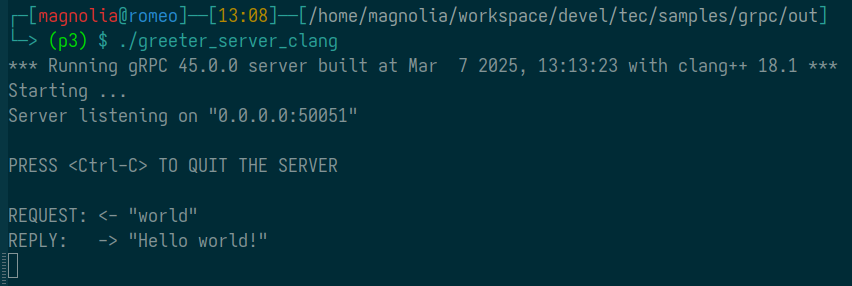 ┌─[magnolia@romeo]──[13:08]──[/home/magnolia/workspace/devel/tec/samples/grpc/out]
└─> (p3) $ ./greeter_server_clang
*** Running gRPC 45.0.0 server built at Mar  7 2025, 13:13:23 with clang++ 18.1 ***
Starting ...
Server listening on "0.0.0.0:50051"
PRESS <Ctrl-C> TO QUIT THE SERVER
REQUEST: <- "world"
REPLY:   -> "Hello world!"